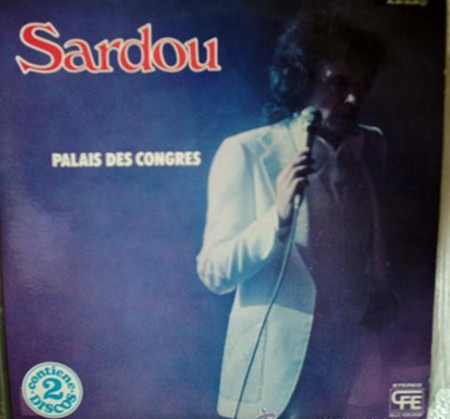 Sardou
PALAIS DES CONGRES
contiene
2
DISCOS
STEREO
CFE